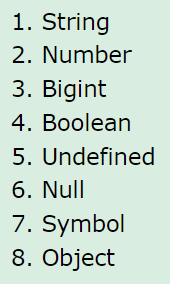 1. String
2. Number
3. Bigint
4. Boolean
5. Undefined
6. Null
7. Symbol
8. Object